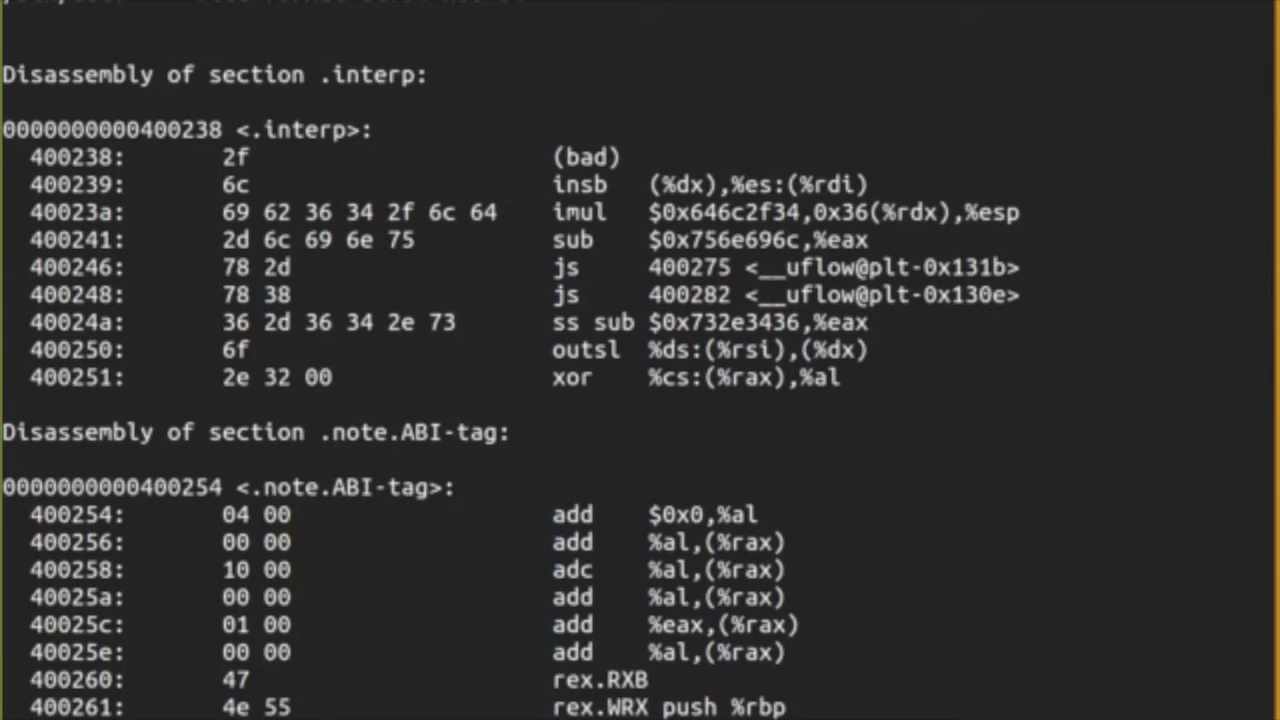 Disassembly of section .interp:
0000000000400238 <.interp>:
400238: 2f (bad)
400239: 6c insb (%dx),%es:(%rdi)
40023a: 69 62 36 34 2f 6c 64 imul $0x646c2f34,0x36(%rdx),%esp
400241: 2d 6c 69 6e 75 sub $0x756e696c,%eax
400246: 78 2d js 400275 <__uflow@plt-0x131b>
400248: 78 38 js 400282 <__uflow@plt-0x130e>
40024a: 36 2d 36 34 2e 73 ss sub $0x732e3436,%eax
400250: 6f outsl %ds:(%rsi),(%dx)
400251: 2e 32 00 xor %cs:(%rax),%al
Disassembly of section .note.ABI-tag:
0000000000400254 <.note.ABI-tag>:
400254: 04 00 add $0x0,%al
400256: 00 00 add %al,(%rax)
400258: 10 00 adc %al,(%rax)
40025a: 00 00 add %al,(%rax)
40025c: 01 00 add %eax,(%rax)
40025e: 00 00 add %al,(%rax)
400260: 47 rex.RXB
400261: 4e 55 rex.WRX push %rbp